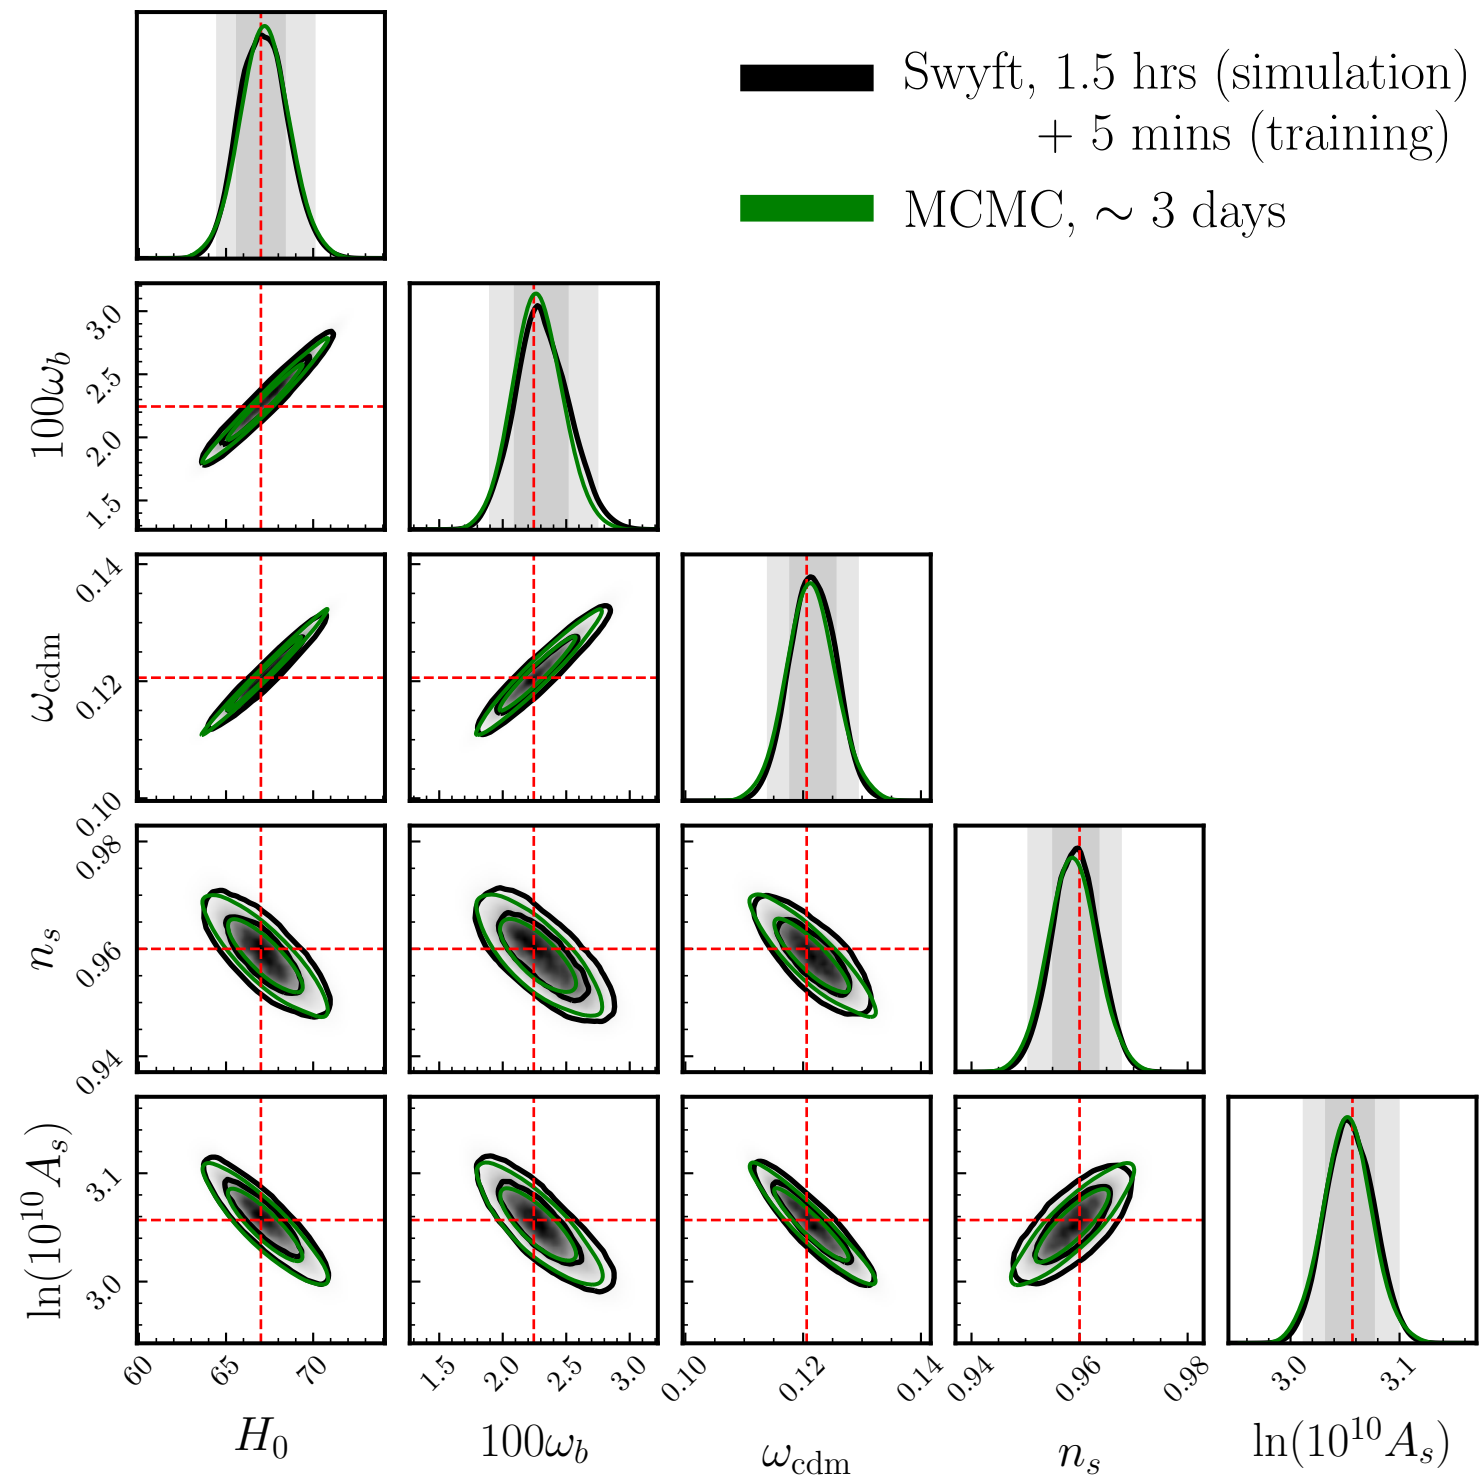 Swyft, 1.5 hrs (simulation)
+ 5 mins (training)
MCMC, ∼ 3 days
100ω_b
3.0
2.5
2.0
1.5
ω_cdm
0.14
0.12
0.10
n_s
0.98
0.96
0.94
ln(10^10 A_s)
3.1
3.0
60 65 70 1.5 2.0 2.5 3.0 0.10 0.12 0.14 0.94 0.96 0.98 3.0 3.1
H_0 100ω_b ω_cdm n_s ln(10^10 A_s)